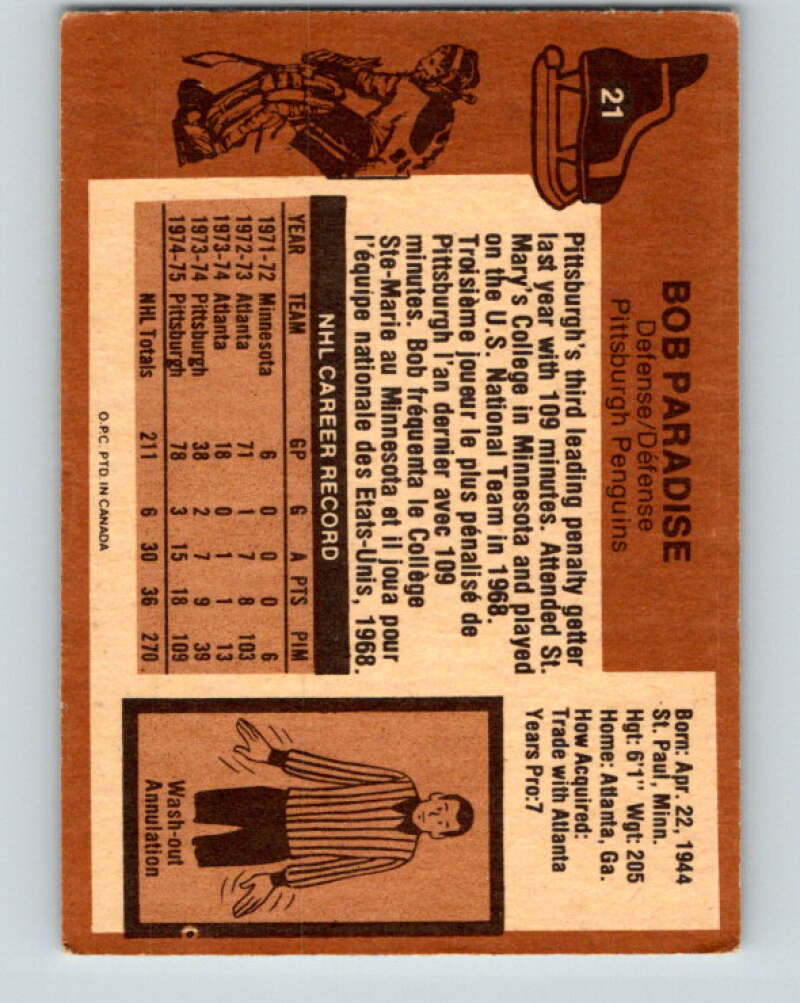 21
BOB PARADISE
Defense/Défense
Pittsburgh Penguins
Pittsburgh's third leading penalty getter
last year with 109 minutes. Attended St.
Mary's College in Minnesota and played
on the U.S. National Team in 1968.
Troisième joueur le plus pénalisé de
Pittsburgh l'an dernier avec 109
minutes. Bob fréquenta le Collège
Ste-Marie au Minnesota et il joua pour
l'équipe nationale des Etats-Unis, 1968.
NHL CAREER RECORD
YEAR TEAM GP G A PTS PIM
1971-72 Minnesota 6 0 0 0 6
1972-73 Atlanta 71 1 7 8 103
1973-74 Atlanta 18 0 1 1 13
1973-74 Pittsburgh 38 2 7 9 39
1974-75 Pittsburgh 78 3 15 18 109
NHL Totals 211 6 30 36 270
O.P.C. PTD. IN CANADA
Born: Apr. 22, 1944
St. Paul, Minn.
Hgt: 6'1" Wgt: 205
Home: Atlanta, Ga.
How Acquired:
Trade with Atlanta
Years Pro:7
Wash-out
Annulation